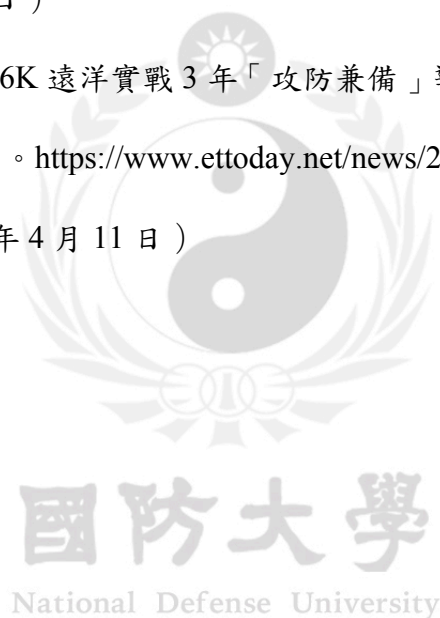 日）
6K 遠洋實戰 3 年「攻防兼備」
。https://www.ettoday.net/news/2
年 4 月 11 日）
國防大學
National Defense University